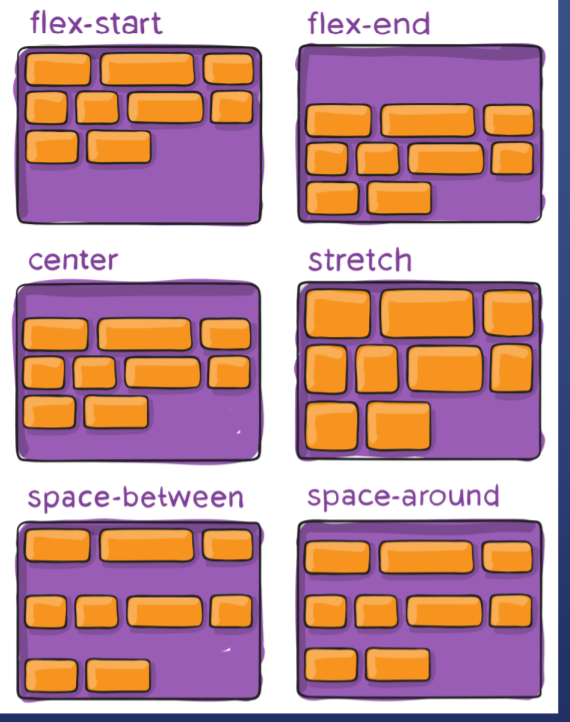 flex-start
flex-end
center
stretch
space-between
space-around